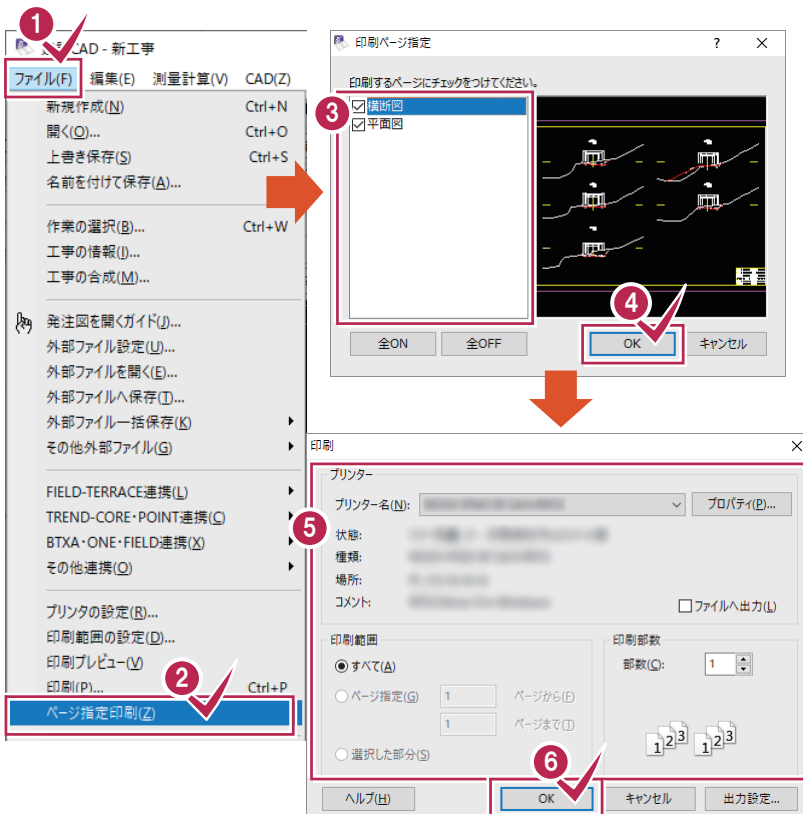 1
CAD - 新工事
ファイル(F) 編集(E) 測量計算(V) CAD(Z)
新規作成(N) Ctrl+N
開く(O)... Ctrl+O
上書き保存(S) Ctrl+S
名前を付けて保存(A)...
作業の選択(B)... Ctrl+W
工事の情報(I)...
工事の合成(M)...
発注図を開くガイド(J)...
外部ファイル設定(U)...
外部ファイルを開く(E)...
外部ファイルへ保存(T)...
外部ファイル一括保存(K)
その他外部ファイル(G)
FIELD-TERRACE連携(L)
TREND-CORE・POINT連携(C)
BTXA・ONE・FIELD連携(X)
その他連携(O)
プリンタの設定(R)...
印刷範囲の設定(D)...
印刷プレビュー(V)
印刷(P)... Ctrl+P
2
ページ指定印刷(Z)
印刷ページ指定 ? ×
印刷するページにチェックをつけてください。
3
横断図
平面図
4
全ON 全OFF OK キャンセル
印刷 ×
5
プリンター
プリンター名(N): プロパティ(P)...
状態:
種類:
場所:
コメント: ファイルへ出力(L)
印刷範囲
すべて(A)
ページ指定(G) 1 ページから(F)
1 ページまで(T)
選択した部分(S)
印刷部数
部数(C): 1
1 2 3 1 2 3
6
ヘルプ(H) OK キャンセル 出力設定...